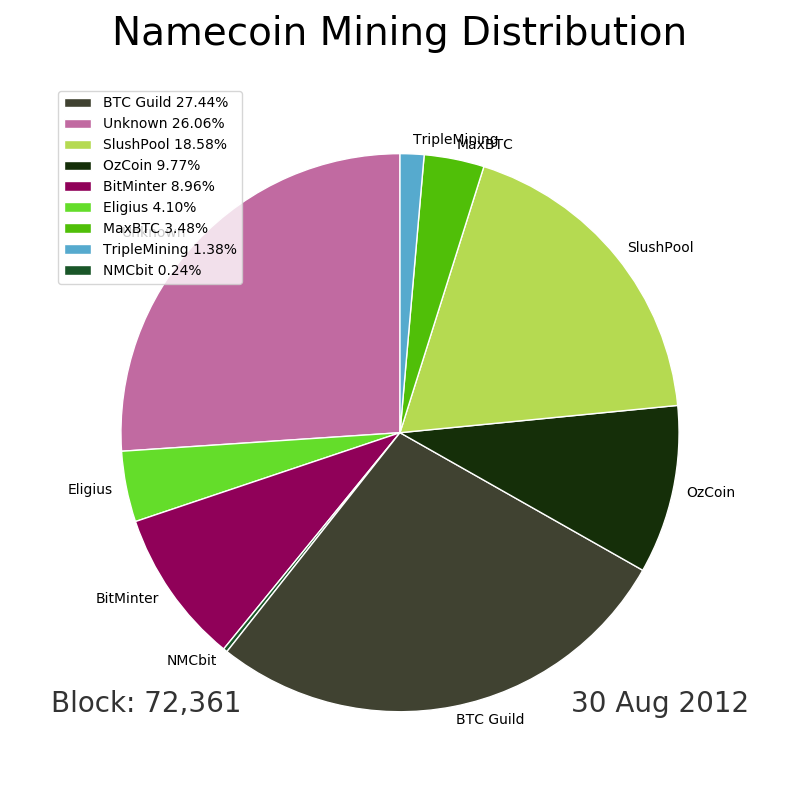 Namecoin Mining Distribution
BTC Guild 27.44%
Unknown 26.06%
SlushPool 18.58%
OzCoin 9.77%
BitMinter 8.96%
Eligius 4.10%
MaxBTC 3.48%
TripleMining 1.38%
NMCbit 0.24%
TripleMining
MaxBTC
Unknown
SlushPool
Eligius
OzCoin
BitMinter
NMCbit
BTC Guild
Block: 72,361
30 Aug 2012